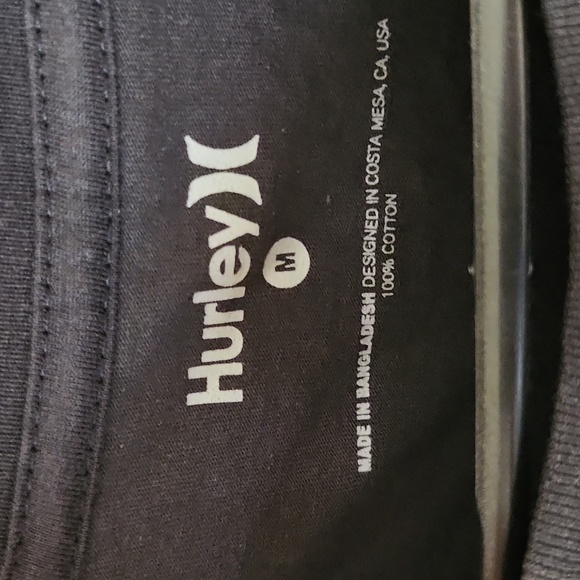 Hurley
M
MADE IN BANGLADESH DESIGNED IN COSTA MESA, CA, USA
100% COTTON